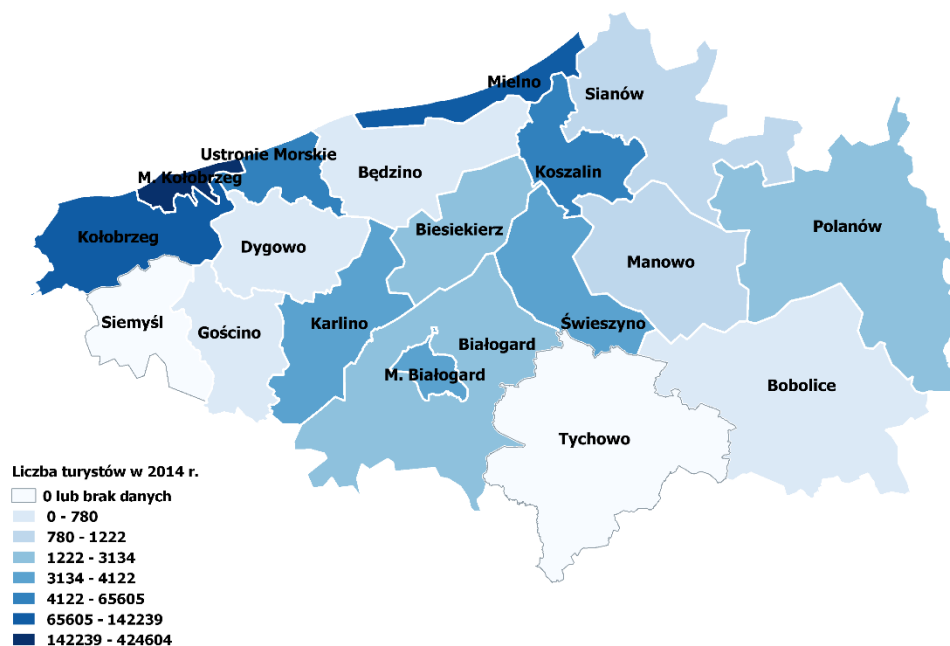 Mielno
Sianów
Ustronie Morskie
M. Kołobrzeg
Będzino
Koszalin
Kołobrzeg
Dygowo
Biesiekierz
Polanów
Manowo
Siemyśl
Gościno
Karlino
Świeszyno
Białogard
M. Białogard
Bobolice
Tychowo
Liczba turystów w 2014 r.
0 lub brak danych
0 - 780
780 - 1222
1222 - 3134
3134 - 4122
4122 - 65605
65605 - 142239
142239 - 424604